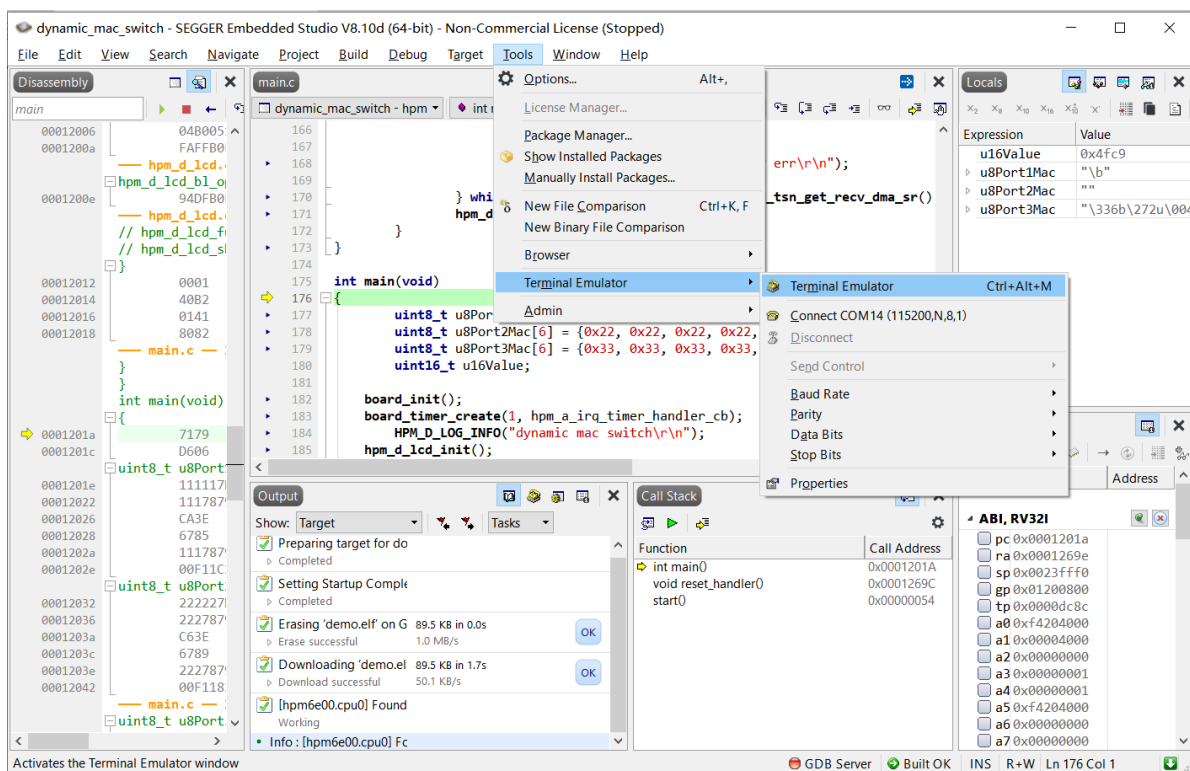 dynamic_mac_switch - SEGGER Embedded Studio V8.10d (64-bit) - Non-Commercial License (Stopped)
File Edit View Search Navigate Project Build Debug Target Tools Window Help
Disassembly
main
00012006 04B005
0001200a FAFFB0
hpm_d_lcd.
hpm_d_lcd_bl_o
0001200e 94DFB0
hpm_d_lcd.
// hpm_d_lcd_f
// hpm_d_lcd_s
}
00012012 0001
00012014 40B2
00012016 0141
00012018 8082
main.c
}
}
int main(void)
{
0001201a 7179
0001201c D606
uint8_t u8Port
0001201e 111117
00012022 111787
00012026 CA3E
00012028 6785
0001202a 111787
0001202e 00F11C
uint8_t u8Port
00012032 222227
00012036 222787
0001203a C63E
0001203c 6789
0001203e 222787
00012042 00F118
main.c
uint8_t u8Port
main.c
dynamic_mac_switch - hpm int
166
167
168 err\r\n");
169
170 } whi _tsn_get_recv_dma_sr()
171 hpm_d
172 }
173 }
174
175 int main(void)
176 {
177 uint8_t u8Por
178 uint8_t u8Port2Mac[6] = {0x22, 0x22, 0x22, 0x22,
179 uint8_t u8Port3Mac[6] = {0x33, 0x33, 0x33, 0x33,
180 uint16_t u16Value;
181
182 board_init();
183 board_timer_create(1, hpm_a_irq_timer_handler_cb);
184 HPM_D_LOG_INFO("dynamic mac switch\r\n");
185 hpm_d_lcd_init();
Options... Alt+,
License Manager...
Package Manager...
Show Installed Packages
Manually Install Packages...
New File Comparison Ctrl+K, F
New Binary File Comparison
Browser
Terminal Emulator
Admin
Terminal Emulator Ctrl+Alt+M
Connect COM14 (115200,N,8,1)
Disconnect
Send Control
Baud Rate
Parity
Data Bits
Stop Bits
Properties
Locals
Expression Value
u16Value 0x4fc9
u8Port1Mac "\b"
u8Port2Mac ""
u8Port3Mac "\336b\272u\004
Address
ABI, RV32I
pc 0x0001201a
ra 0x0001269e
sp 0x0023fff0
gp 0x01200800
tp 0x0000dc8c
a0 0xf4204000
a1 0x00004000
a2 0x00000000
a3 0x00000001
a4 0x00000001
a5 0xf4204000
a6 0x00000000
a7 0x00000000
Output
Show: Target Tasks
Preparing target for do
Completed
Setting Startup Comple
Completed
Erasing 'demo.elf' on G 89.5 KB in 0.0s
Erase successful 1.0 MB/s OK
Downloading 'demo.el 89.5 KB in 1.7s
Download successful 50.1 KB/s OK
[hpm6e00.cpu0] Found
Working
Info : [hpm6e00.cpu0] Fc
Call Stack
Function Call Address
int main() 0x0001201A
void reset_handler() 0x0001269C
start() 0x00000054
Activates the Terminal Emulator window GDB Server Built OK INS R+W Ln 176 Col 1